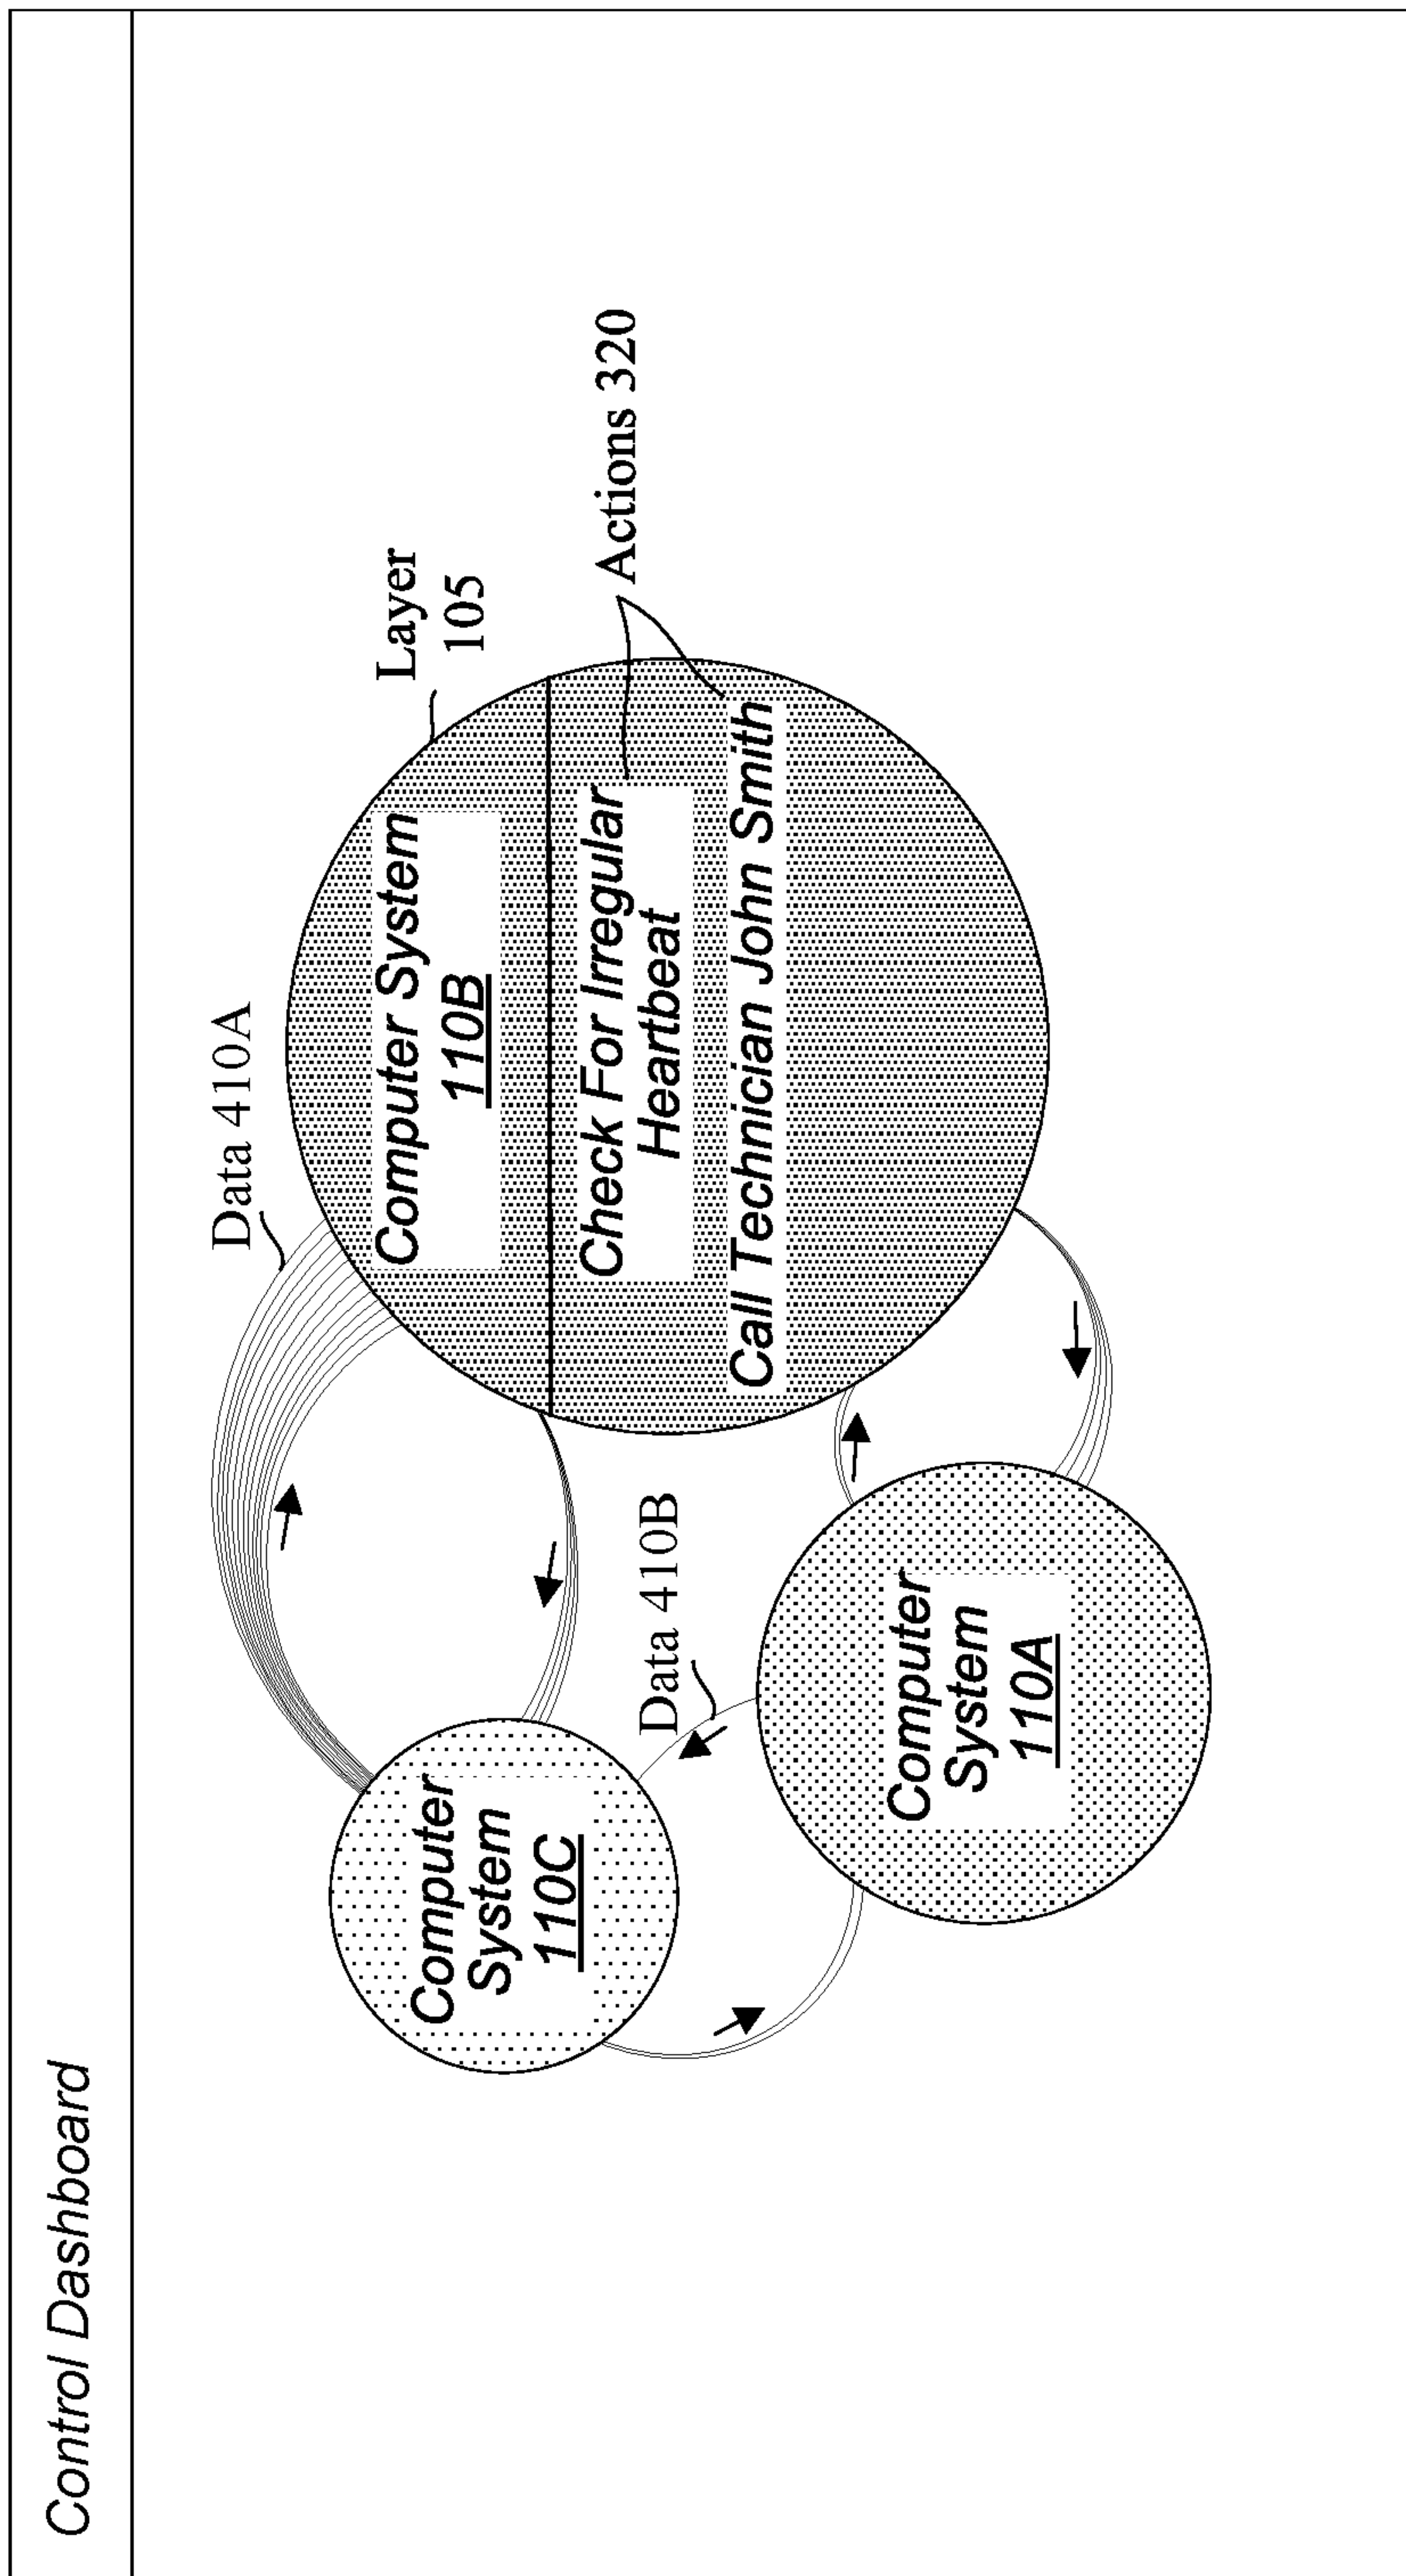 Control Dashboard
Data 410A
Layer
105
Computer System
110B
Computer
System
110C
Actions 320
Check For Irregular
Heartbeat
Data 410B
Call Technician John Smith
Computer
System
110A